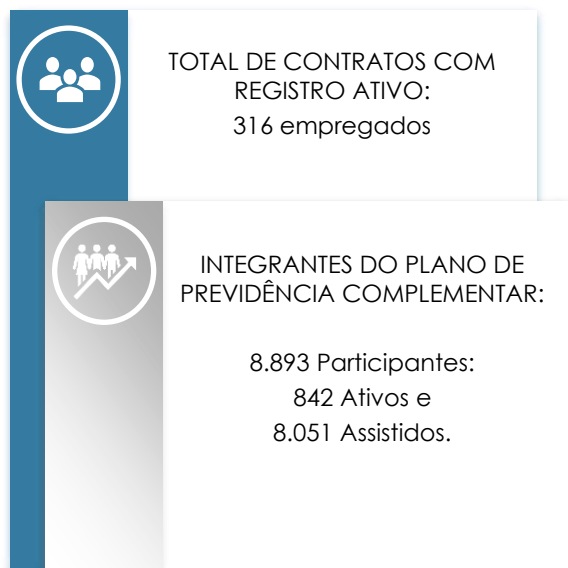 TOTAL DE CONTRATOS COM
REGISTRO ATIVO:
316 empregados
INTEGRANTES DO PLANO DE
PREVIDÊNCIA COMPLEMENTAR:
8.893 Participantes:
842 Ativos e
8.051 Assistidos.